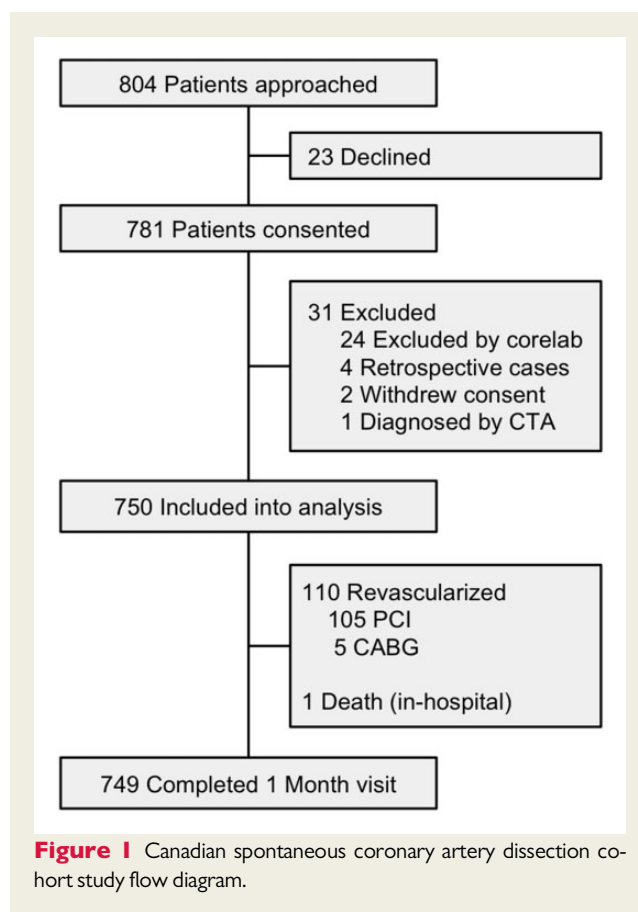 804 Patients approached
23 Declined
781 Patients consented
31 Excluded
24 Excluded by corelab
4 Retrospective cases
2 Withdrew consent
1 Diagnosed by CTA
750 Included into analysis
110 Revascularized
105 PCI
5 CABG
1 Death (in-hospital)
749 Completed 1 Month visit
Figure 1 Canadian spontaneous coronary artery dissection co-
hort study flow diagram.